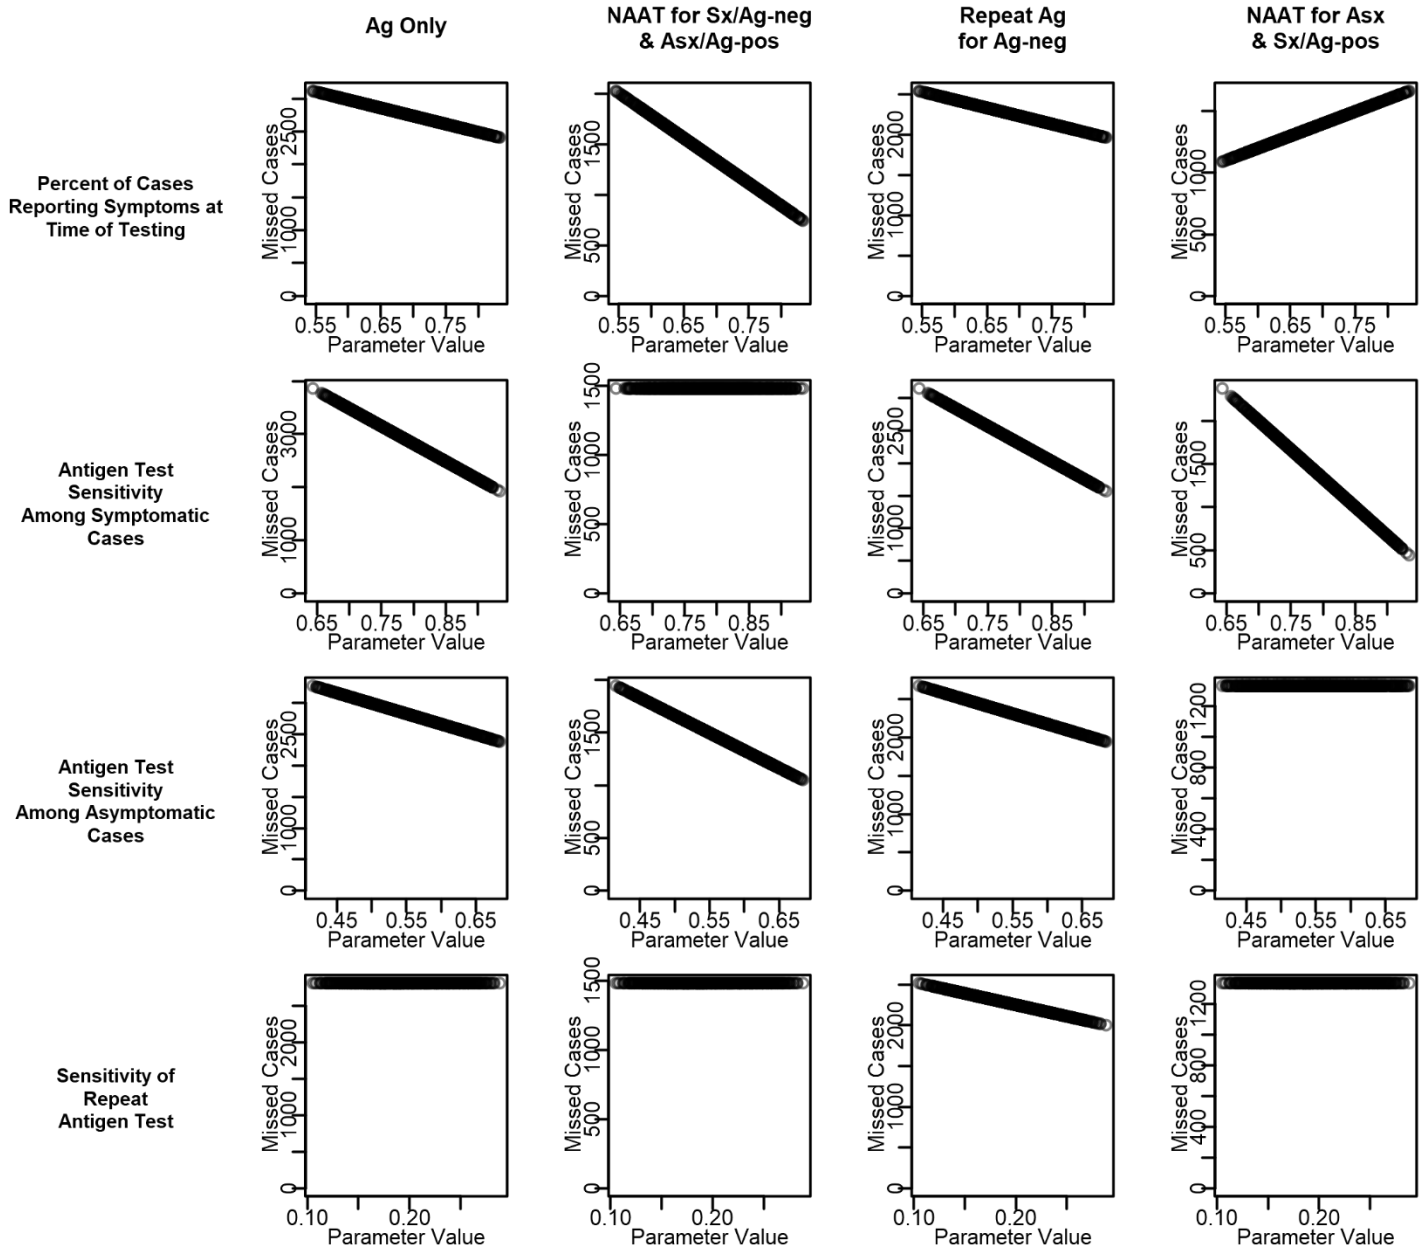 Ag Only
NAAT for Sx/Ag-neg
& Asx/Ag-pos
Repeat Ag
for Ag-neg
NAAT for Asx
& Sx/Ag-pos
Percent of Cases
Reporting Symptoms at
Time of Testing
Missed Cases
0 1000 2500
0.55 0.65 0.75
Parameter Value
Missed Cases
0 500 1500
0.55 0.65 0.75
Parameter Value
Missed Cases
0 1000 2000
0.55 0.65 0.75
Parameter Value
Missed Cases
0 500 1000
0.55 0.65 0.75
Parameter Value
Antigen Test
Sensitivity
Among Symptomatic
Cases
Missed Cases
0 1000 3000
0.65 0.75 0.85
Parameter Value
Missed Cases
0 500 1000 1500
0.65 0.75 0.85
Parameter Value
Missed Cases
0 1000 2500
0.65 0.75 0.85
Parameter Value
Missed Cases
0 500 1500
0.65 0.75 0.85
Parameter Value
Antigen Test
Sensitivity
Among Asymptomatic
Cases
Missed Cases
0 1000 2500
0.45 0.55 0.65
Parameter Value
Missed Cases
0 500 1500
0.45 0.55 0.65
Parameter Value
Missed Cases
0 1000 2000
0.45 0.55 0.65
Parameter Value
Missed Cases
0 400 800 1200
0.45 0.55 0.65
Parameter Value
Sensitivity of
Repeat
Antigen Test
Missed Cases
0 1000 2000
0.10 0.20
Parameter Value
Missed Cases
0 500 1000 1500
0.10 0.20
Parameter Value
Missed Cases
0 1000 2000
0.10 0.20
Parameter Value
Missed Cases
0 400 800 1200
0.10 0.20
Parameter Value